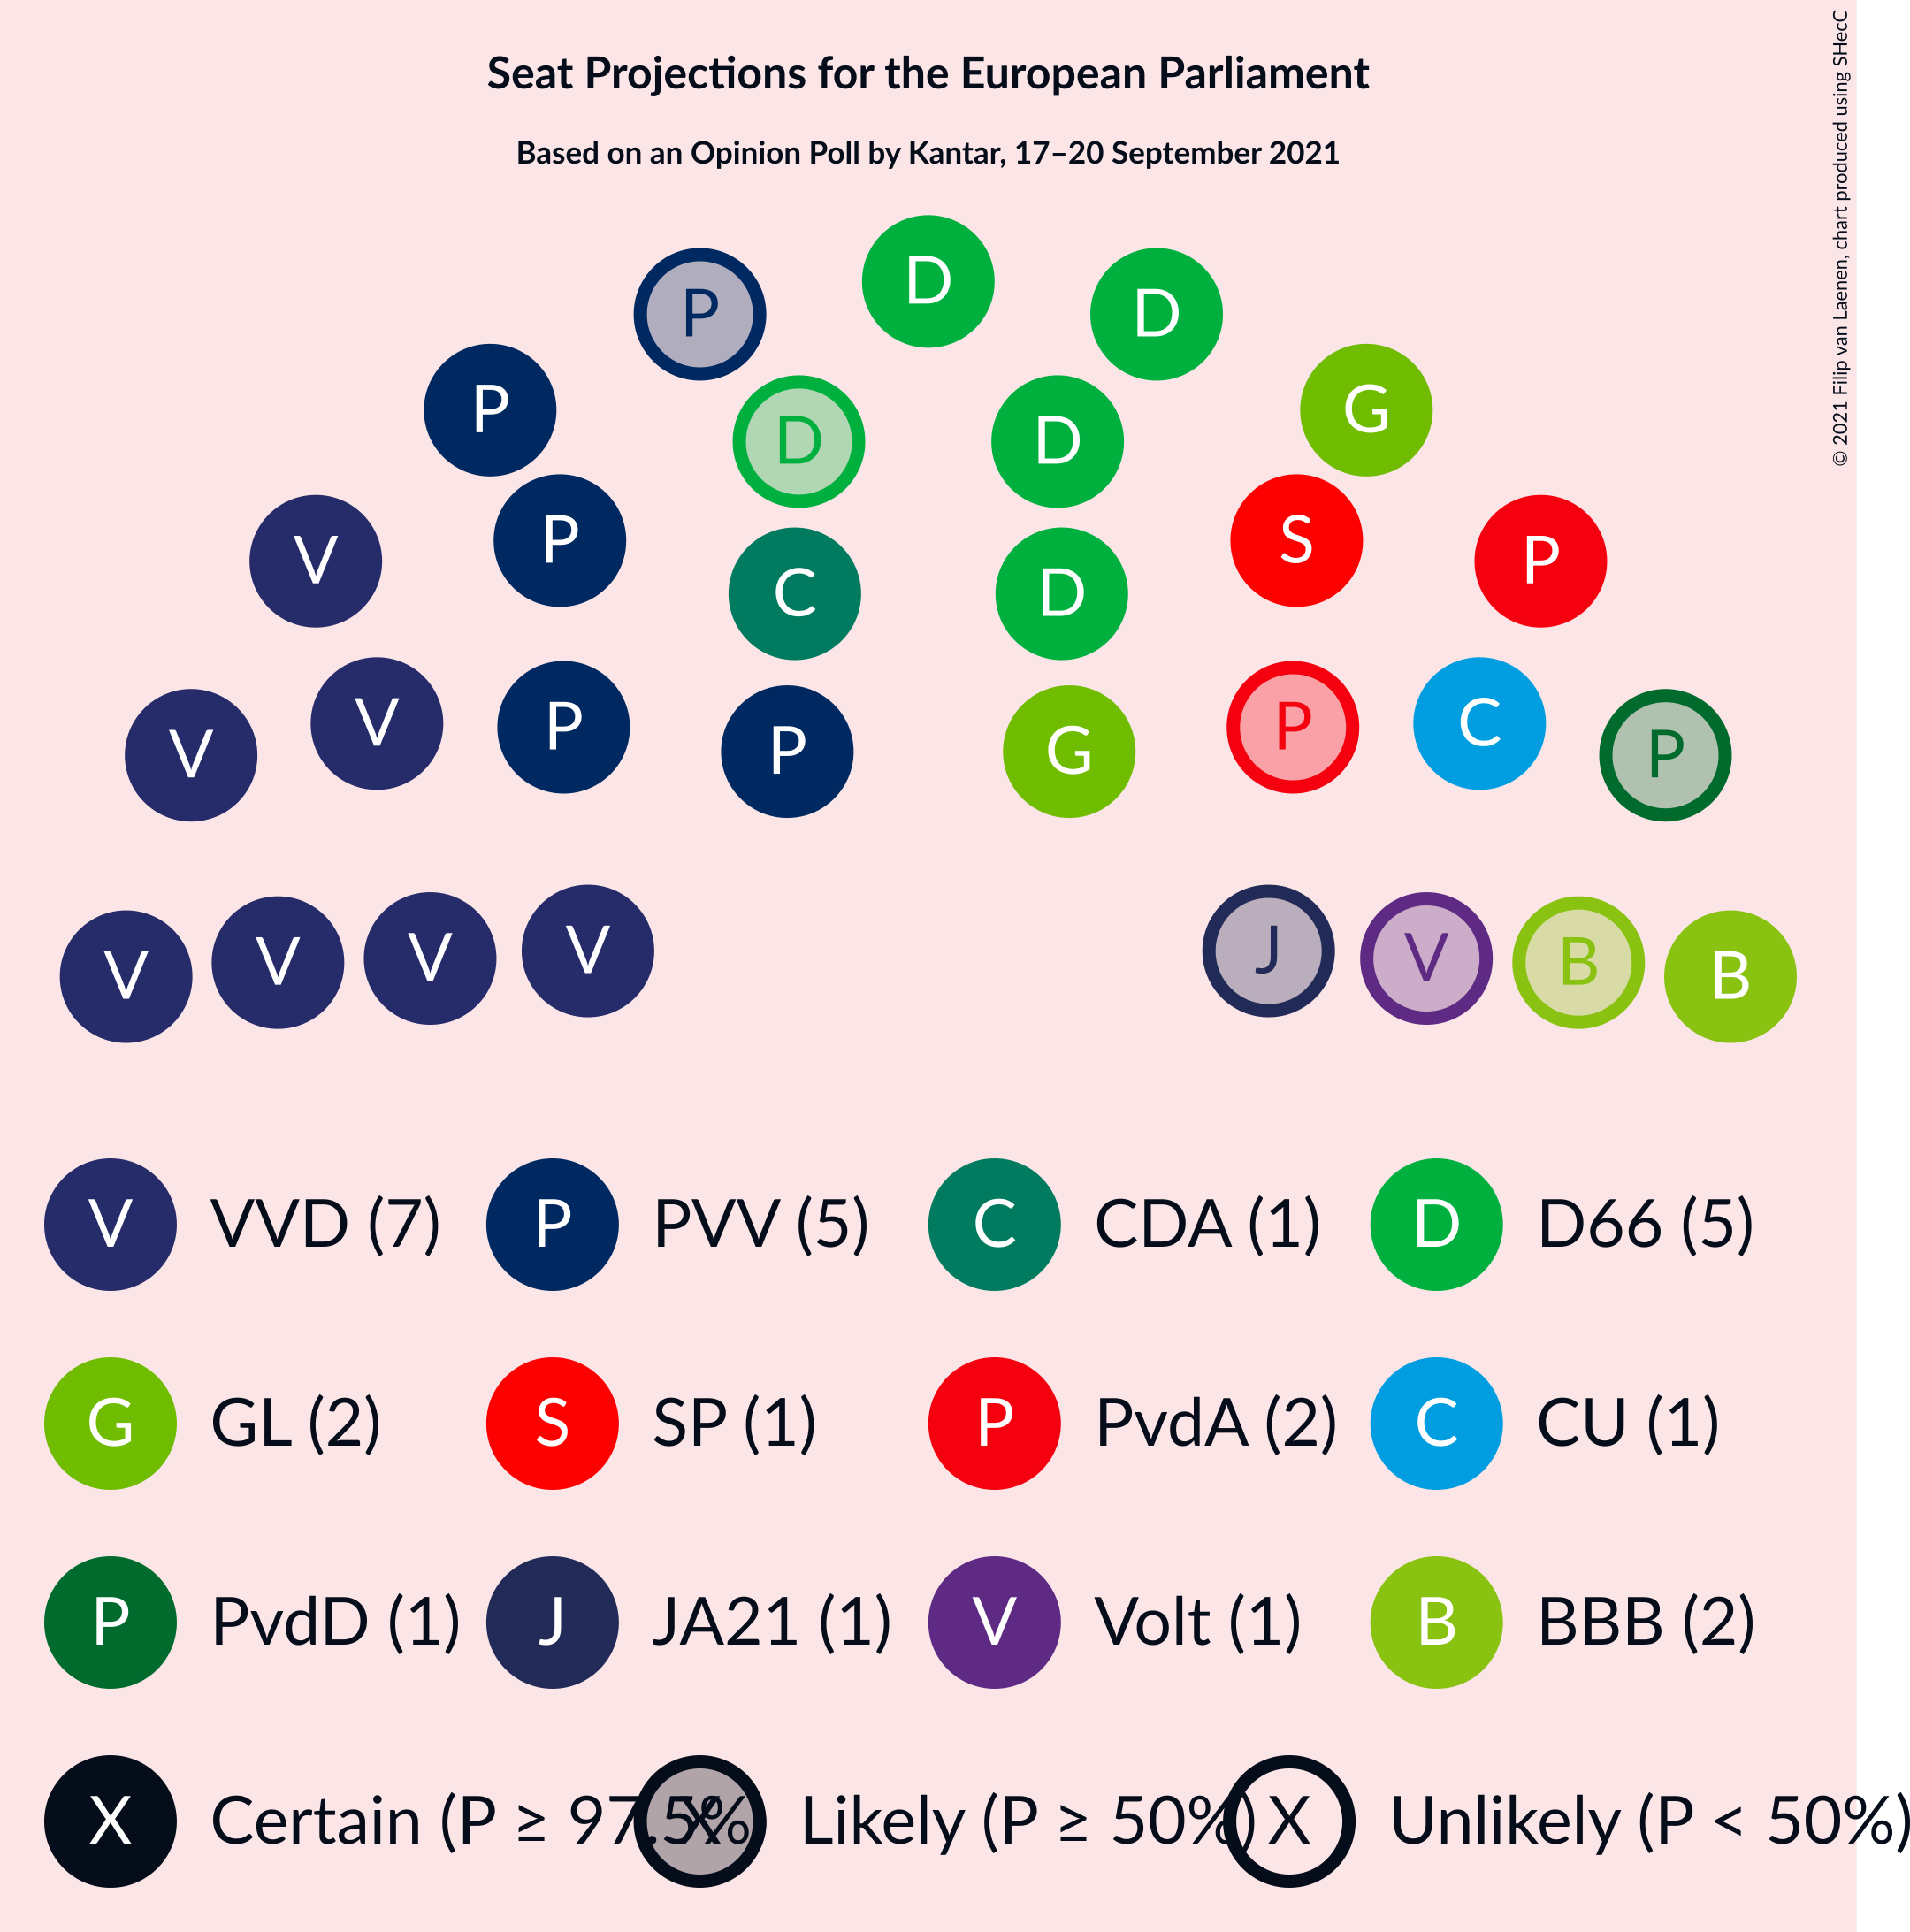 Seat Projections for the European Parliament
Based on an Opinion Poll by Kantar, 17–20 September 2021
© 2021 Filip van Laenen, chart produced using SHecC
D
P D
P G
D D
V P S P
C D
V V P P G P C P
V V V V J V B B
V VVD (7) P PVV (5) C CDA (1) D D66 (5)
G GL (2) S SP (1) P PvdA (2) C CU (1)
P PvdD (1) J JA21 (1) V Volt (1) B BBB (2)
X Certain (P ≥ 97.5% X Likely (P ≥ 50%) X Unlikely (P < 50%)